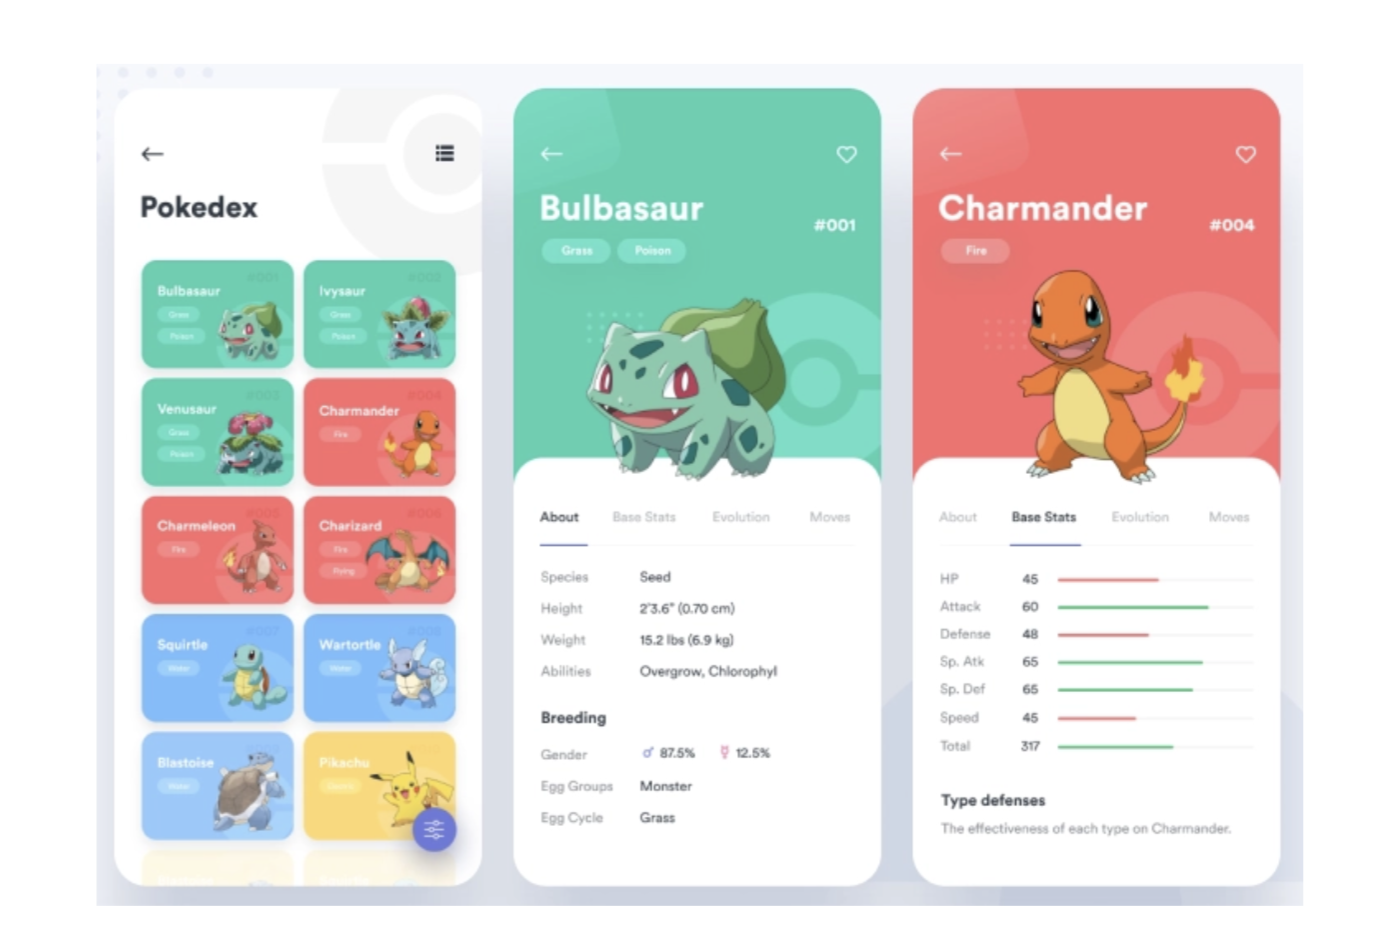 Pokedex
#001
Bulbasaur
Grass
Poison
Ivysaur
Grass
Poison
#003
Venusaur
Grass
Poison
#004
Charmander
Fire
Charmeleon
Fire
#006
Charizard
Fire
Flying
#007
Squirtle
Water
Wartortle
Water
Blastoise
Water
Pikachu
Bulbasaur
#001
Grass Poison
About Base Stats Evolution Moves
Species Seed
Height 2'3.6" (0.70 cm)
Weight 15.2 lbs (6.9 kg)
Abilities Overgrow, Chlorophyl
Breeding
Gender ♂ 87.5% ☿ 12.5%
Egg Groups Monster
Egg Cycle Grass
Charmander
#004
Fire
About Base Stats Evolution Moves
HP 45
Attack 60
Defense 48
Sp. Atk 65
Sp. Def 65
Speed 45
Total 317
Type defenses
The effectiveness of each type on Charmander.